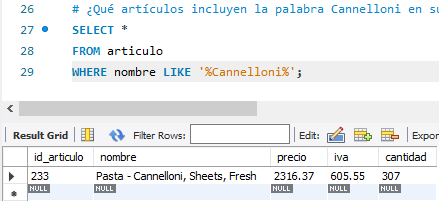 26 # ¿Qué artículos incluyen la palabra Cannelloni en su
27 SELECT *
28 FROM articulo
29 WHERE nombre LIKE '%Cannelloni%';
Result Grid Filter Rows: Edit: Expor
id_articulo nombre precio iva cantidad
233 Pasta - Cannelloni, Sheets, Fresh 2316.37 605.55 307
NULL NULL NULL NULL NULL